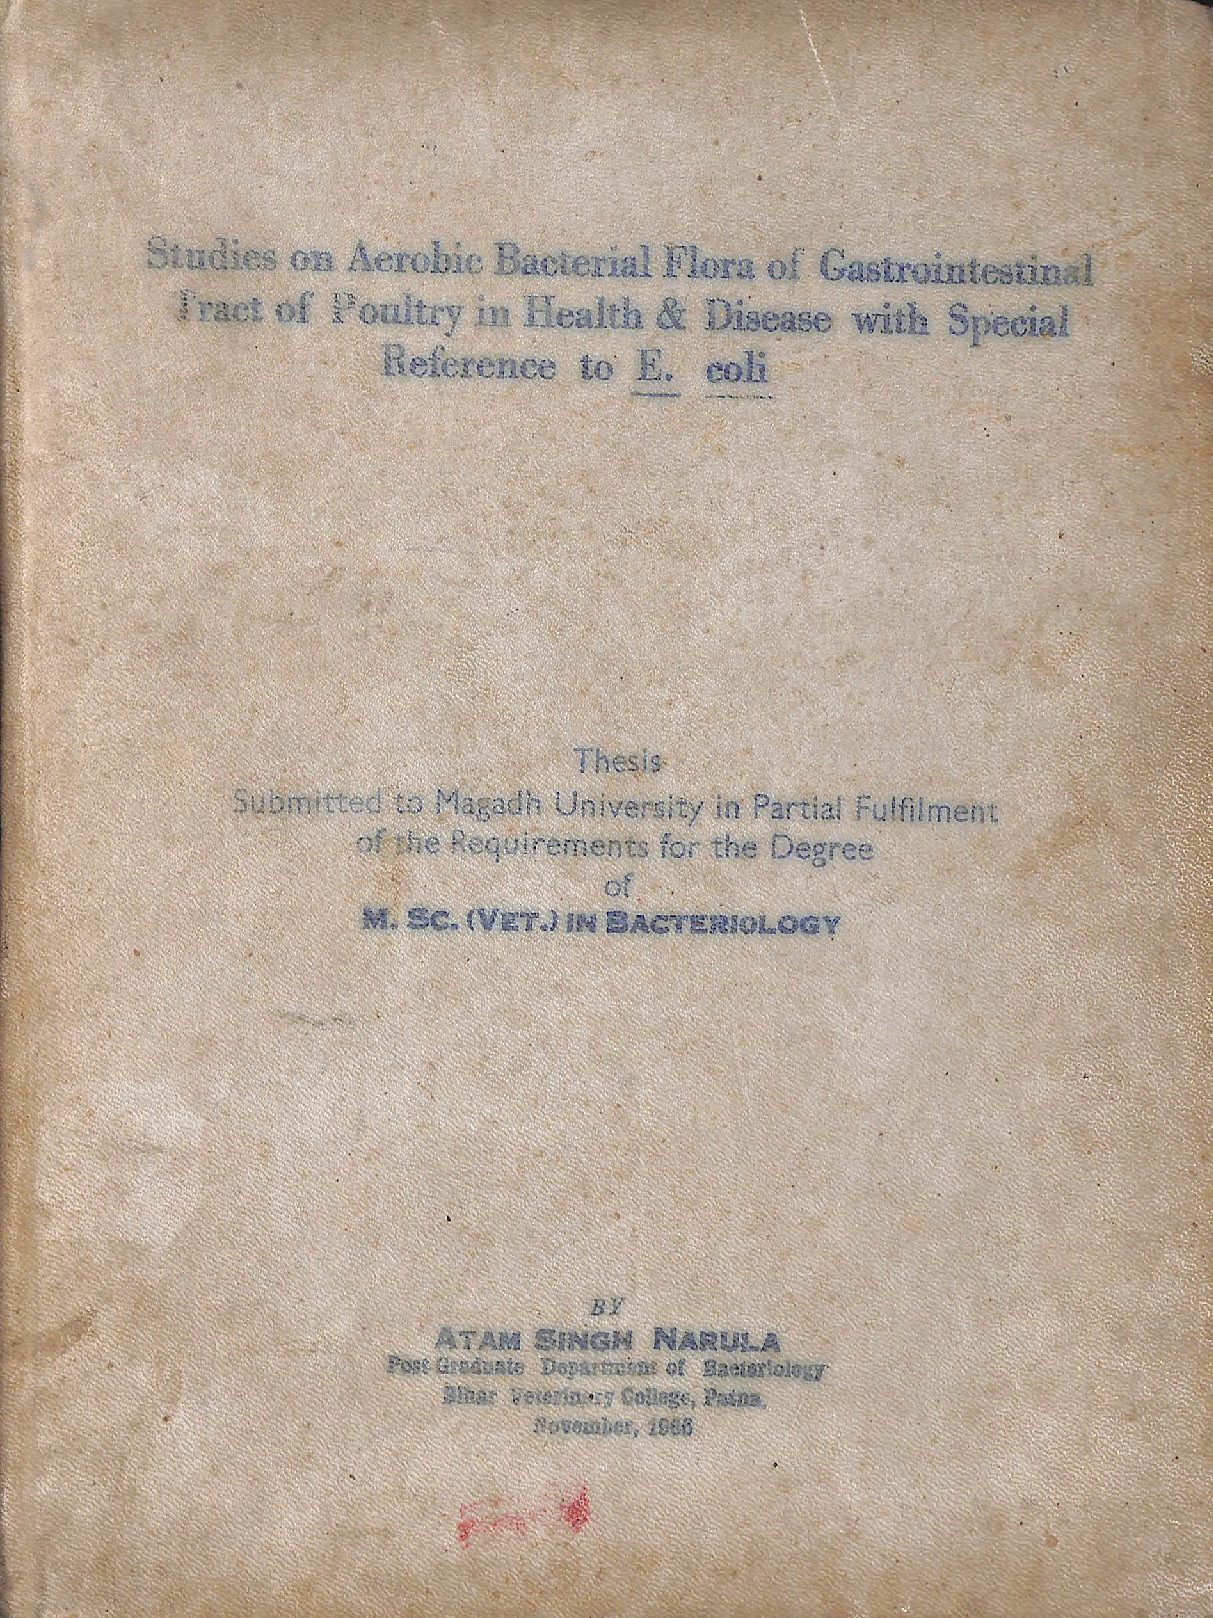 Studies on Aerobic Bacterial Flora of Gastrointestinal
Tract of Poultry in Health & Disease with Special
Reference to E. coli
Thesis
Submitted to Magadh University in Partial Fulfilment
of the Requirements for the Degree
of
M. SC. (VET.) IN BACTERIOLOGY
BY
ATAM SINGH NARULA
Post Graduate Department of Bacteriology
Bihar Veterinary College, Patna.
November,